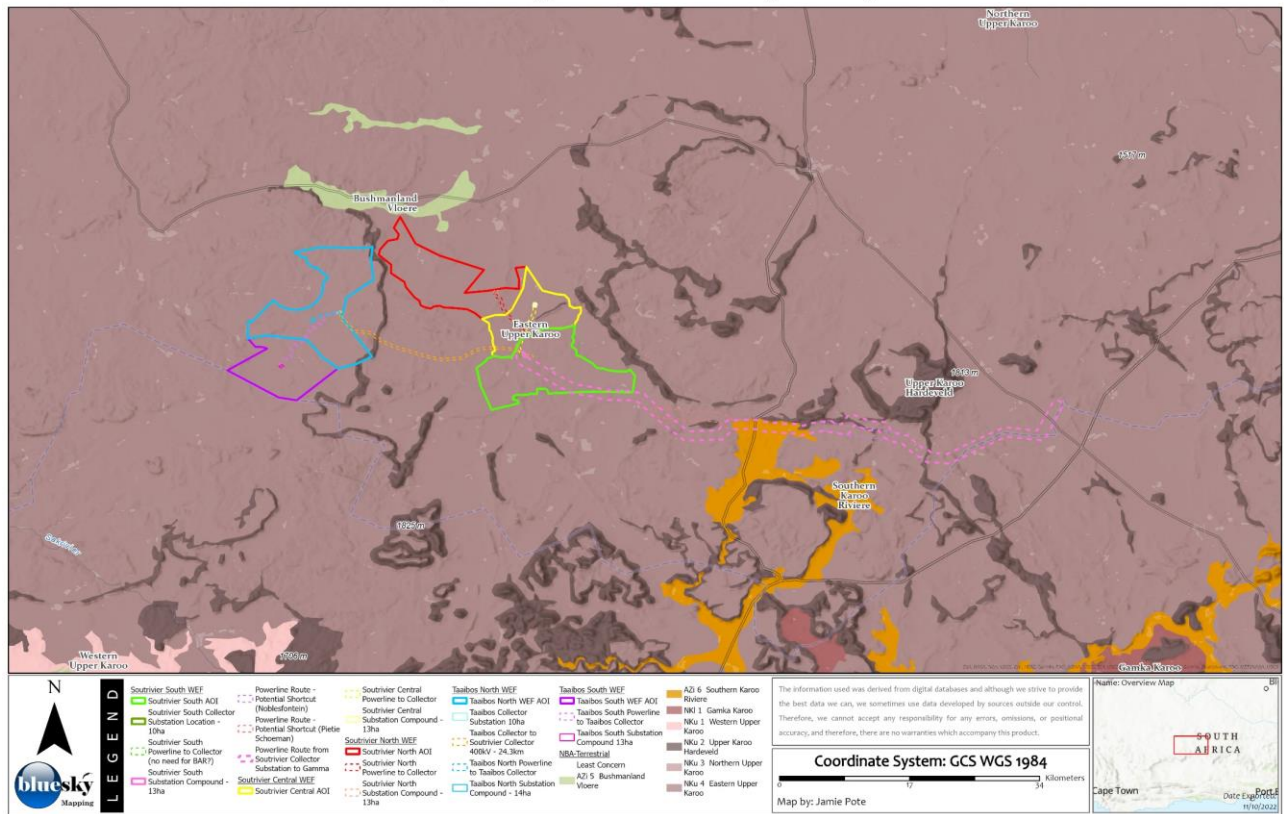 Northern
Upper Karoo
1517 m
Bushmanland
Vloere
Eastern
Upper Karoo
1813 m
Upper Karoo
Hardeveld
Southern
Karoo
Riviere
1825 m
Western
Upper Karoo
1706 m
Gamka Karoo
N
bluesky
Mapping
LEGEND
Soutrivier South WEF
Soutrivier South AOI
Soutrivier South Collector
Substation Location -
10ha
Soutrivier South
Powerline to Collector
(no need for BAR?)
Soutrivier South
Substation Compound -
13ha
Powerline Route -
Potential Shortcut
(Noblesfontein)
Powerline Route -
Potential Shortcut (Pietie
Schoeman)
Powerline Route from
Soutrivier Collector
Substation to Gamma
Soutrivier Central WEF
Soutrivier Central AOI
Soutrivier Central
Powerline to Collector
Soutrivier Central
Substation Compound -
13ha
Soutrivier North WEF
Soutrivier North AOI
Soutrivier North
Powerline to Collector
Soutrivier North
Substation Compound -
13ha
Taaibos North WEF
Taaibos North WEF AOI
Collector
Substation 10ha
Taaibos Collector to
Soutrivier Collector
400kV - 24.3km
Taaibos North Powerline
to Taaibos Collector
Taaibos North Substation
Compound - 14ha
Taaibos South WEF
Taaibos South WEF AOI
Taaibos South Powerline
to Taaibos Collector
Taaibos South Substation
Compound 13ha
NBA-Terrestrial
Least Concern
AZi 5 Bushmanland
Vloere
AZi 6 Southern Karoo
Riviere
NKl 1 Gamka Karoo
NKu 1 Western Upper
Karoo
NKu 2 Upper Karoo
Hardeveld
NKu 3 Northern Upper
Karoo
NKu 4 Eastern Upper
Karoo
The information used was derived from digital databases and although we strive to provide
the best data we can, we sometimes use data developed by sources outside our control.
Therefore, we cannot accept any responsibility for any errors, omissions, or positional
accuracy, and therefore, there are no warranties which accompany this product.
Coordinate System: GCS WGS 1984
0 17 34 Kilometers
Map by: Jamie Pote
Name: Overview Map
Bl
SOUTH
AFRICA
Cape Town
Port E
Date Exported:
11/10/2022